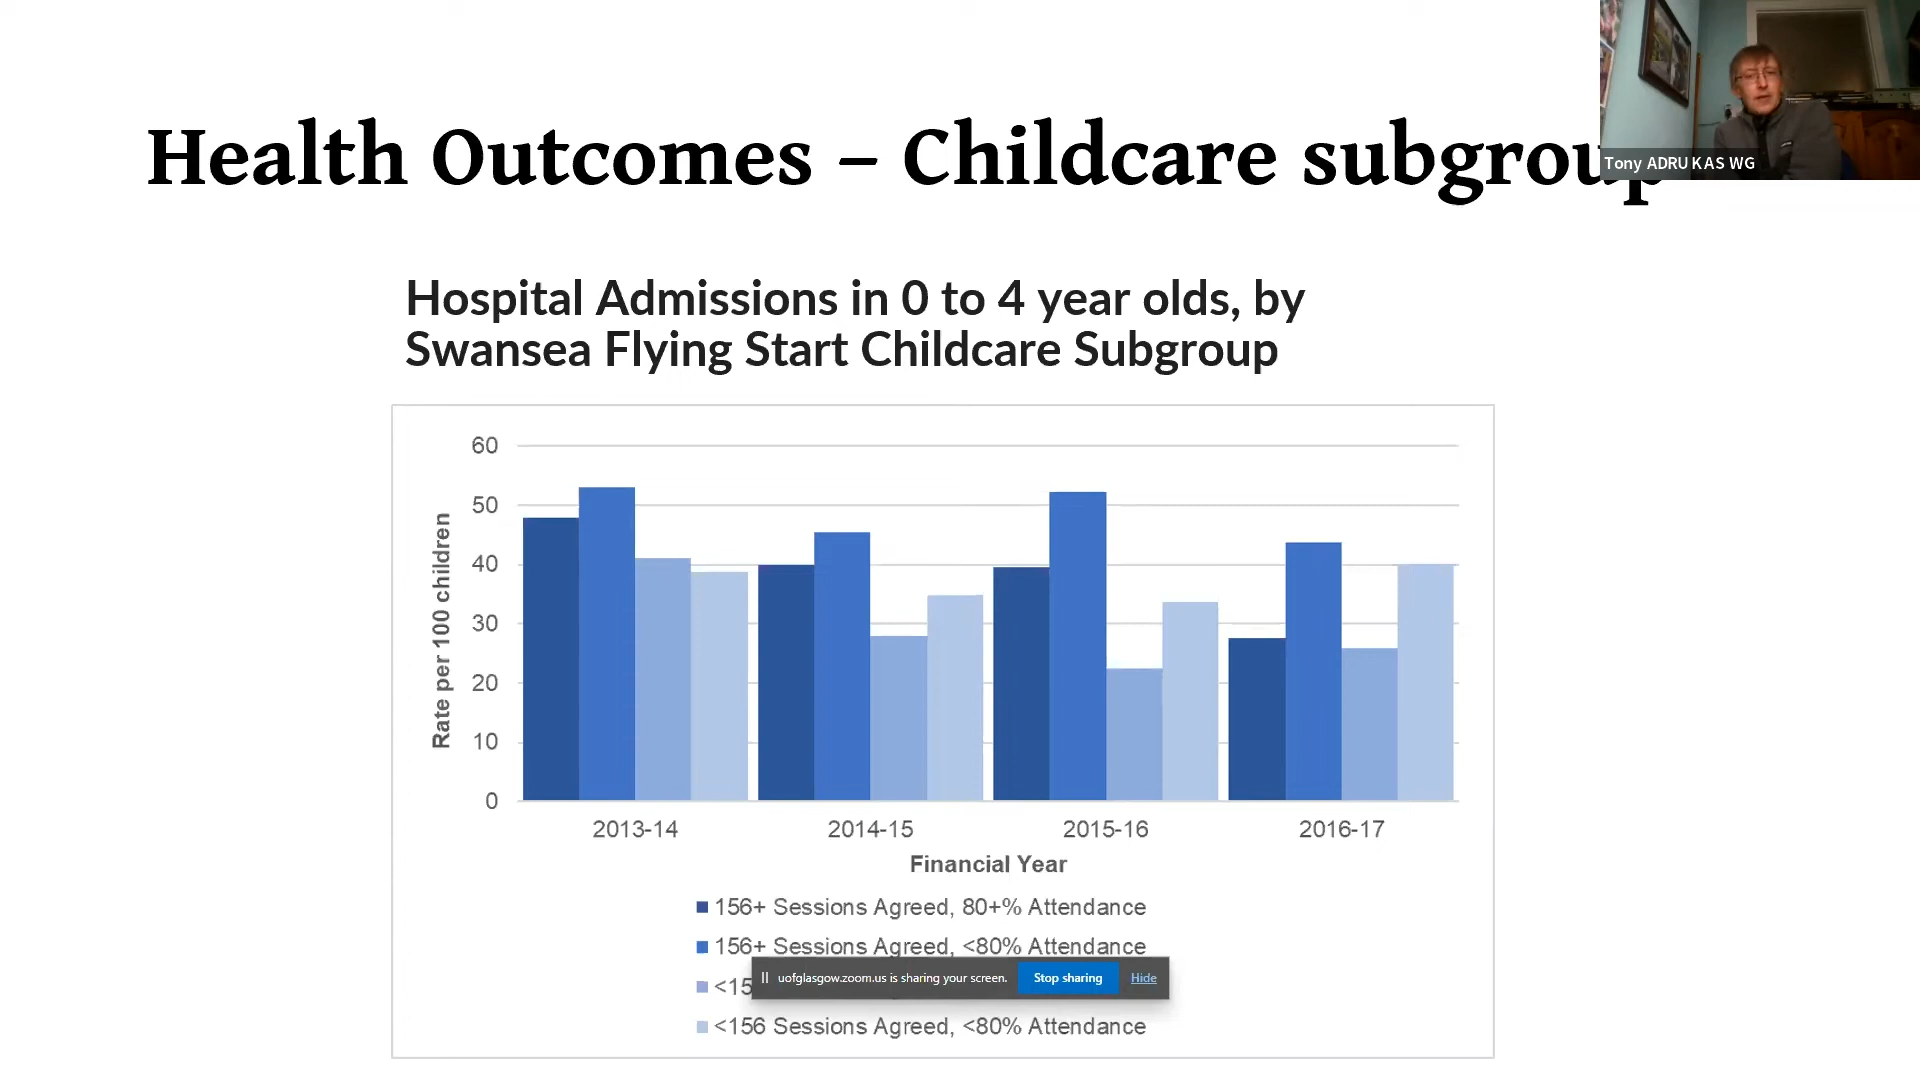 Health Outcomes – Childcare subgroup
Tony ADRU KAS WG
Hospital Admissions in 0 to 4 year olds, by
Swansea Flying Start Childcare Subgroup
60
50
40
30
20
10
0
Rate per 100 children
2013-14
2014-15
2015-16
2016-17
Financial Year
156+ Sessions Agreed, 80+% Attendance
156+ Sessions Agreed, <80% Attendance
<15
uofglasgow.zoom.us is sharing your screen.
Stop sharing
Hide
<156 Sessions Agreed, <80% Attendance